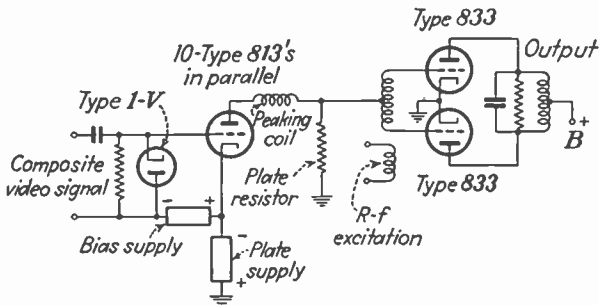 Type 833
10-Type 813's
in parallel
Output
Type 1-V
Peaking
coil
+
B
Composite
video signal
Plate
resistor
Type 833
- +
R-f
excitation
Bias supply
-
Plate
supply
+